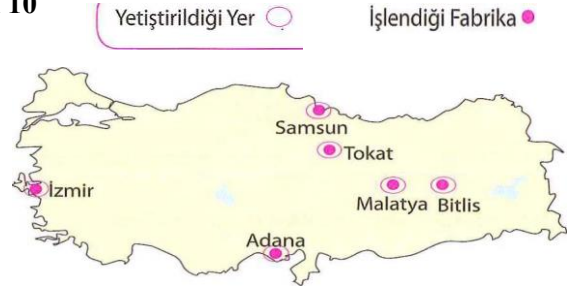 10
Yetiştirildiği Yer
İşlendiği Fabrika
Samsun
Tokat
İzmir
Malatya
Bitlis
Adana